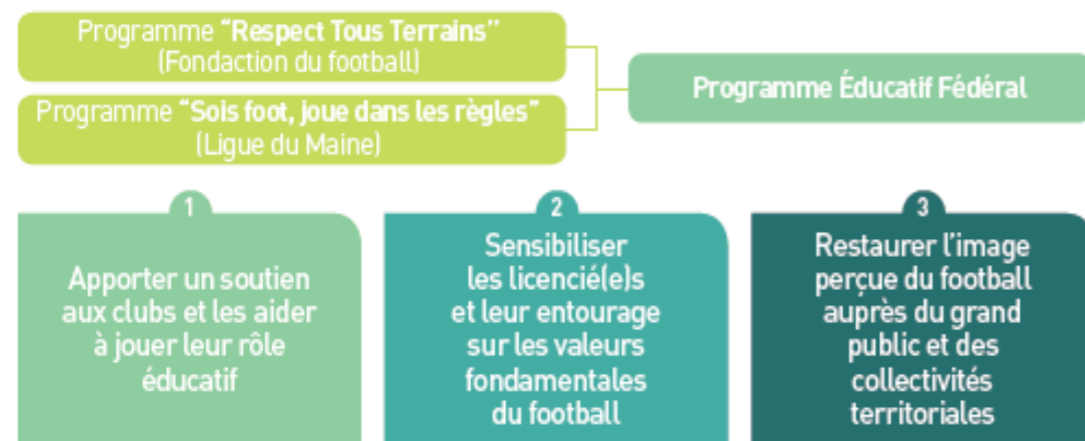 Programme “Respect Tous Terrains”
(Fondaction du football)
Programme “Sois foot, joue dans les règles”
(Ligue du Maine)
Programme Éducatif Fédéral
1
Apporter un soutien
aux clubs et les aider
à jouer leur rôle
éducatif
2
Sensibiliser
les licencié(e)s
et leur entourage
sur les valeurs
fondamentales
du football
3
Restaurer l’image
perçue du football
auprès du grand
public et des
collectivités
territoriales